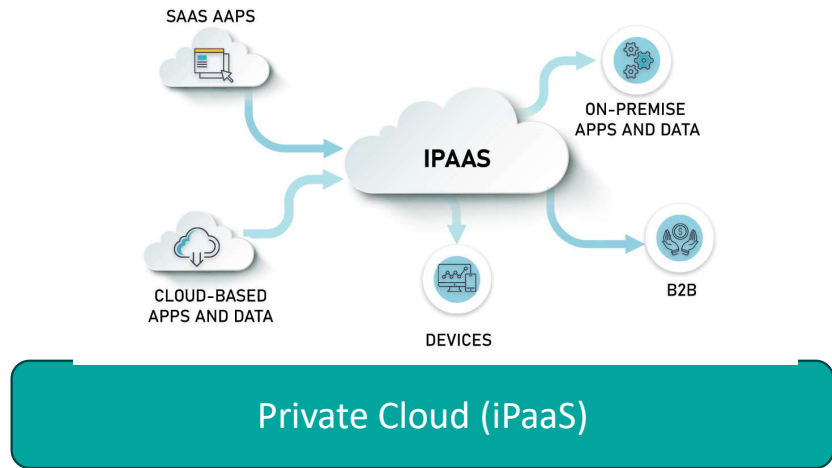 SAAS AAPS
IPAAS
ON-PREMISE
APPS AND DATA
CLOUD-BASED
APPS AND DATA
DEVICES
B2B
Private Cloud (iPaaS)